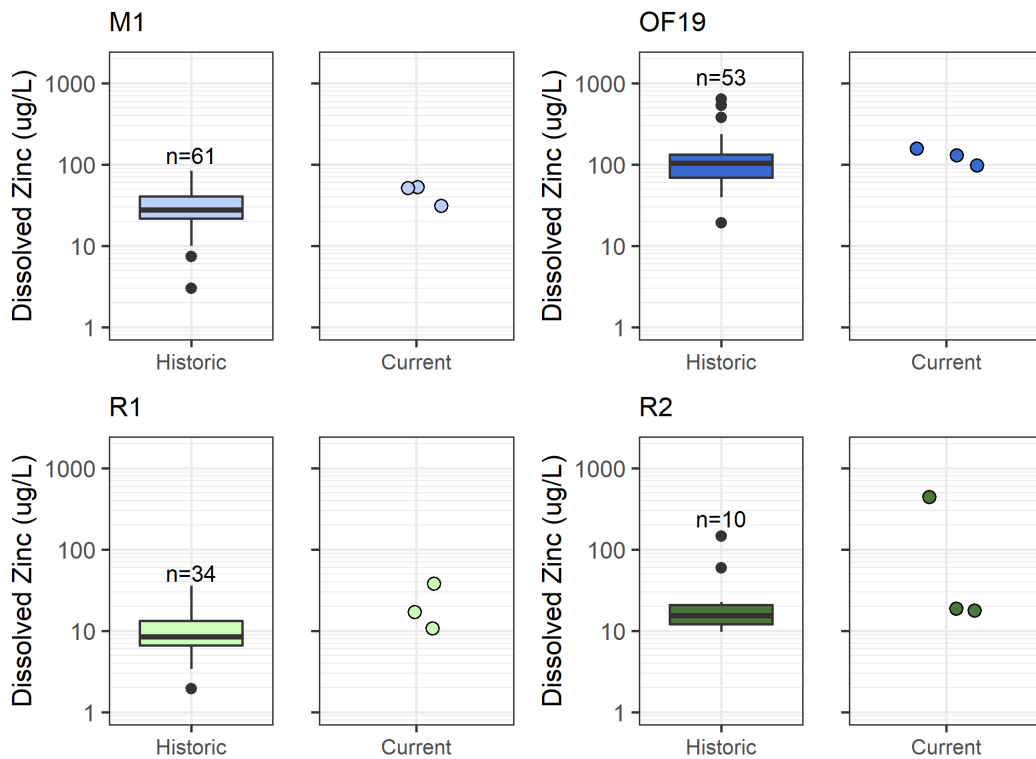 M1
OF19
Dissolved Zinc (ug/L)
1000
100
10
1
n=61
Historic
Current
Dissolved Zinc (ug/L)
1000
100
10
1
n=53
Historic
Current
R1
R2
Dissolved Zinc (ug/L)
1000
100
10
1
n=34
Historic
Current
Dissolved Zinc (ug/L)
1000
100
10
1
n=10
Historic
Current